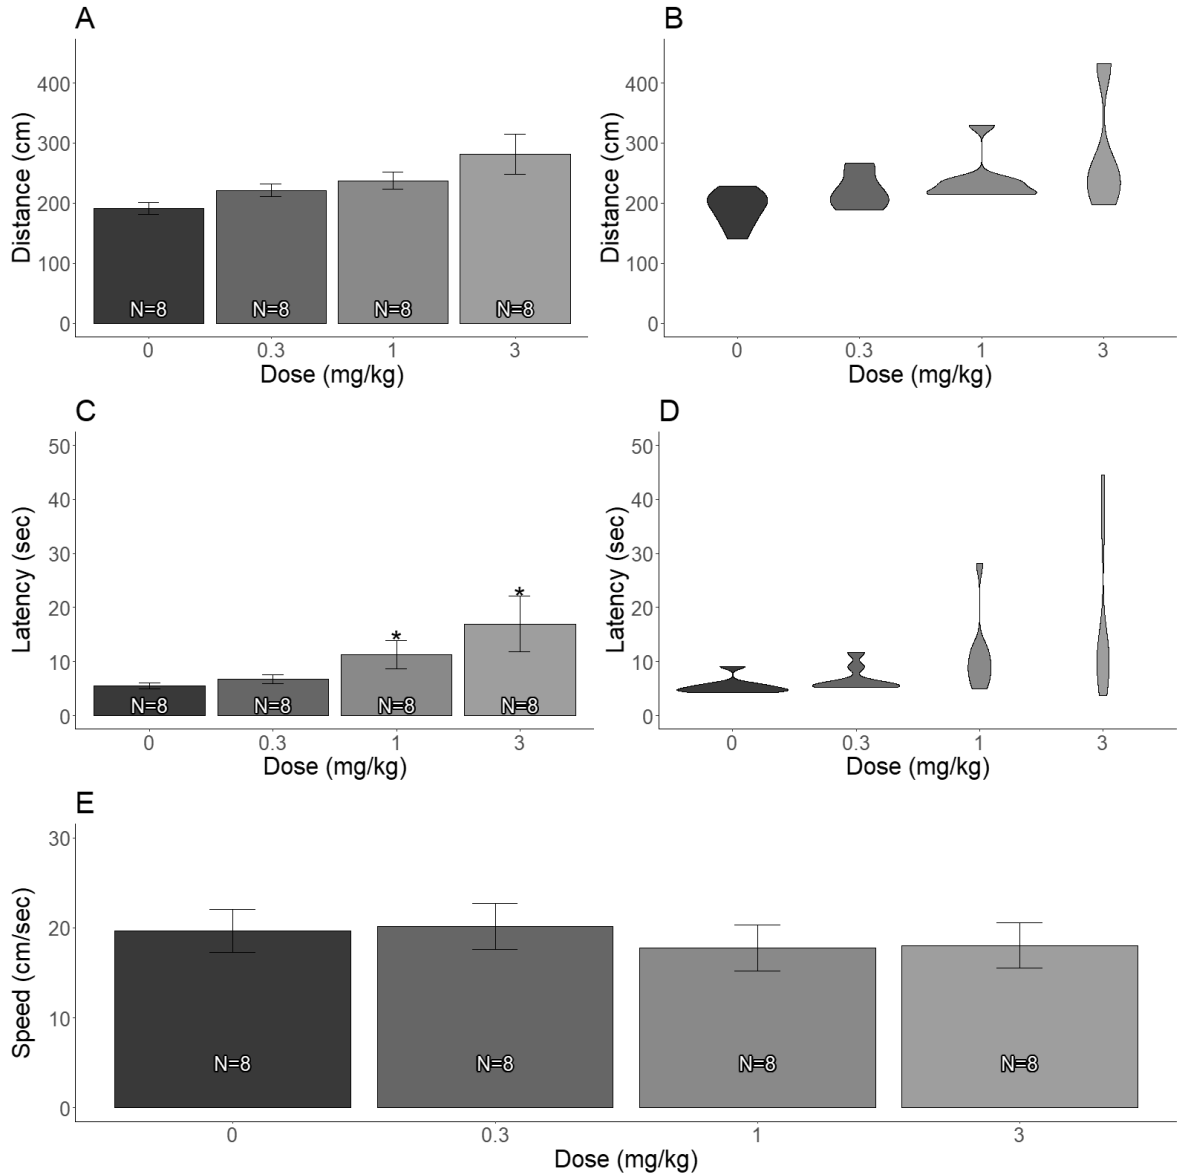 A
Distance (cm)
400
300
200
100
0
N=8 N=8 N=8 N=8
0 0.3 1 3
Dose (mg/kg)
B
Distance (cm)
400
300
200
100
0
0 0.3 1 3
Dose (mg/kg)
C
Latency (sec)
50
40
30
20
10
0
* *
N=8 N=8 N=8 N=8
0 0.3 1 3
Dose (mg/kg)
D
Latency (sec)
50
40
30
20
10
0
0 0.3 1 3
Dose (mg/kg)
E
Speed (cm/sec)
30
20
10
0
N=8 N=8 N=8 N=8
0 0.3 1 3
Dose (mg/kg)